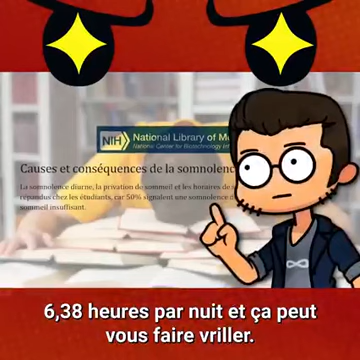 NIH National Library of Me
National Center for Biotechnology Inf
Causes et conséquences de la somnolenc
La somnolence diurne, la privation de sommeil et les horaires de s
répandus chez les étudiants, car 50% signalent une somnolence d
sommeil insuffisant.
6,38 heures par nuit et ça peut
vous faire vriller.